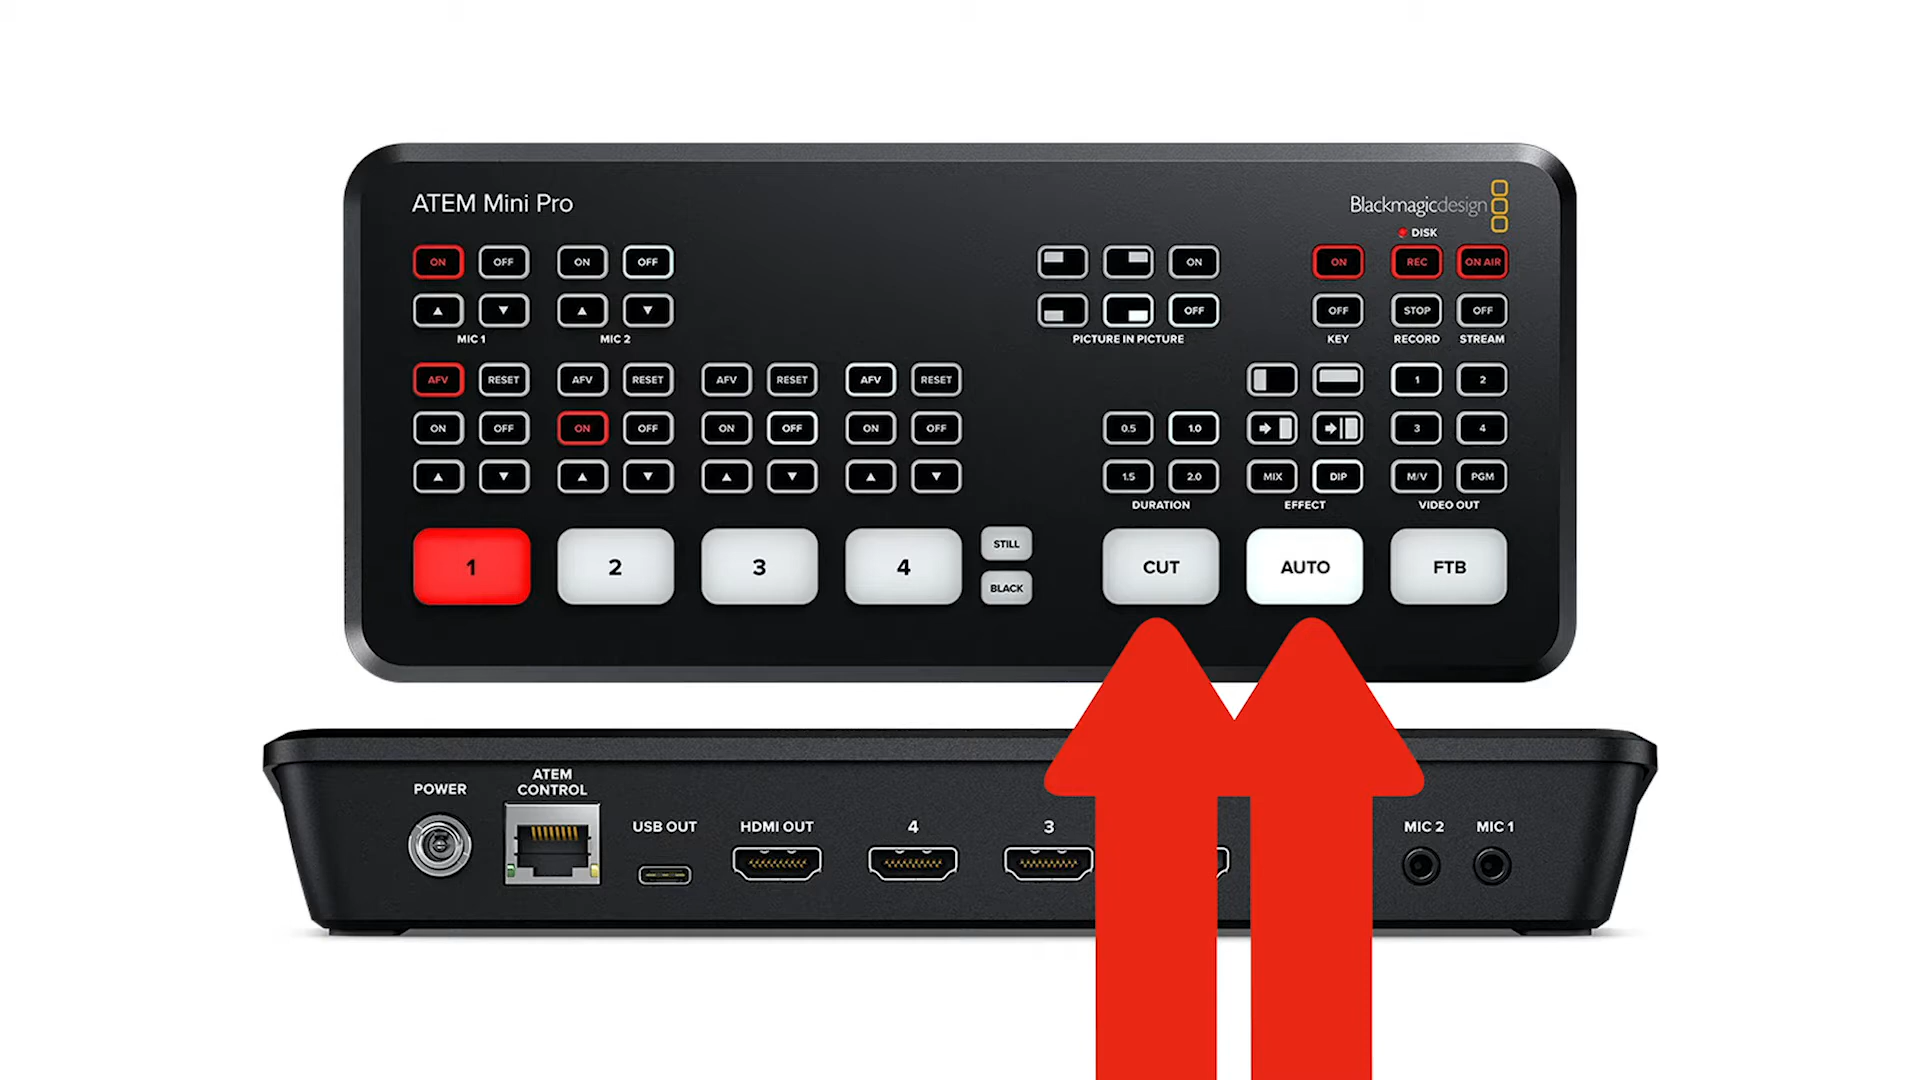 ATEM Mini Pro
Blackmagicdesign
DISK
ON OFF ON OFF ON ON REC ON AIR
OFF OFF STOP OFF
MIC 1 MIC 2 PICTURE IN PICTURE KEY RECORD STREAM
AFV RESET AFV RESET AFV RESET AFV RESET 1 2
ON OFF ON OFF ON OFF ON OFF 0.5 1.0 3 4
1.5 2.0 MIX DIP M/V PGM
DURATION EFFECT VIDEO OUT
1 2 3 4 STILL CUT AUTO FTB
BLACK
POWER
ATEM
CONTROL
USB OUT HDMI OUT 4 3 MIC 2 MIC 1